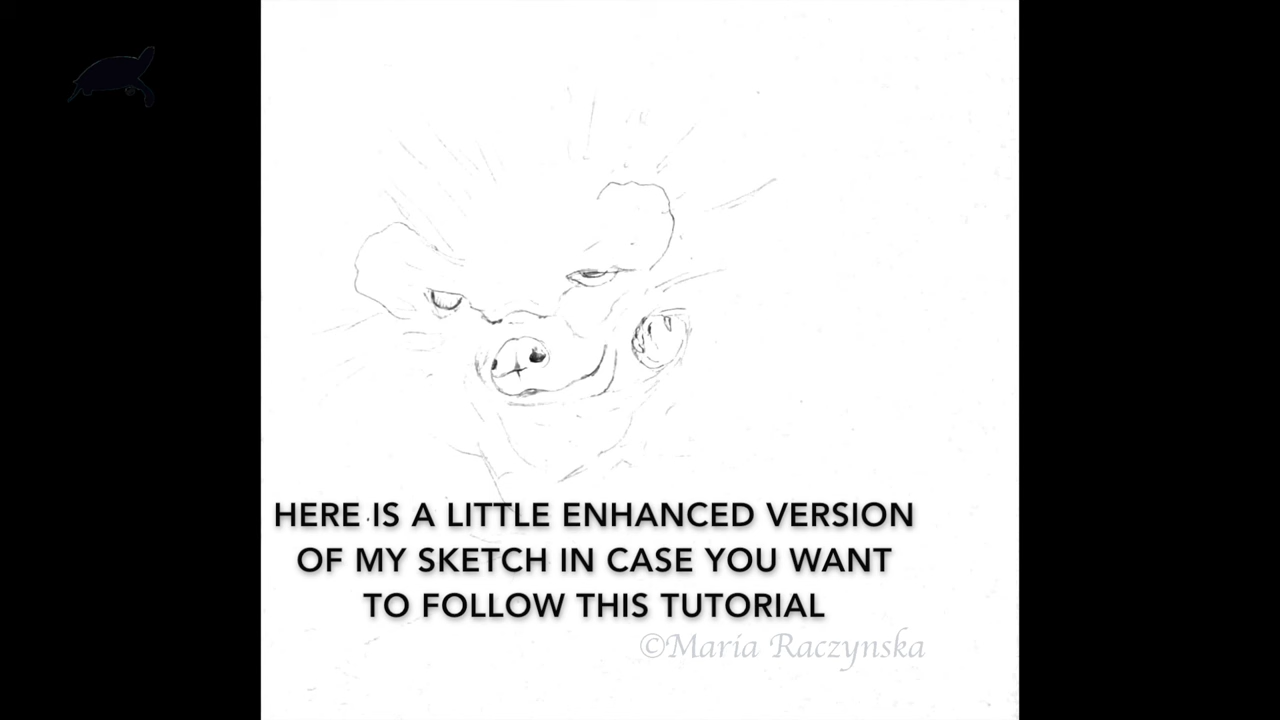 HERE IS A LITTLE ENHANCED VERSION
OF MY SKETCH IN CASE YOU WANT
TO FOLLOW THIS TUTORIAL
©Maria Raczynska